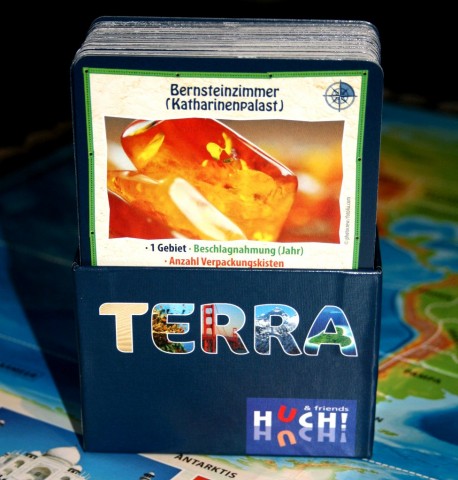 Bernsteinzimmer
(Katharinenpalast)
· 1 Gebiet · Beschlagnahmung (Jahr)
· Anzahl Verpackungskisten
TERRA
& friends
HUCH!
ANTARKTIS